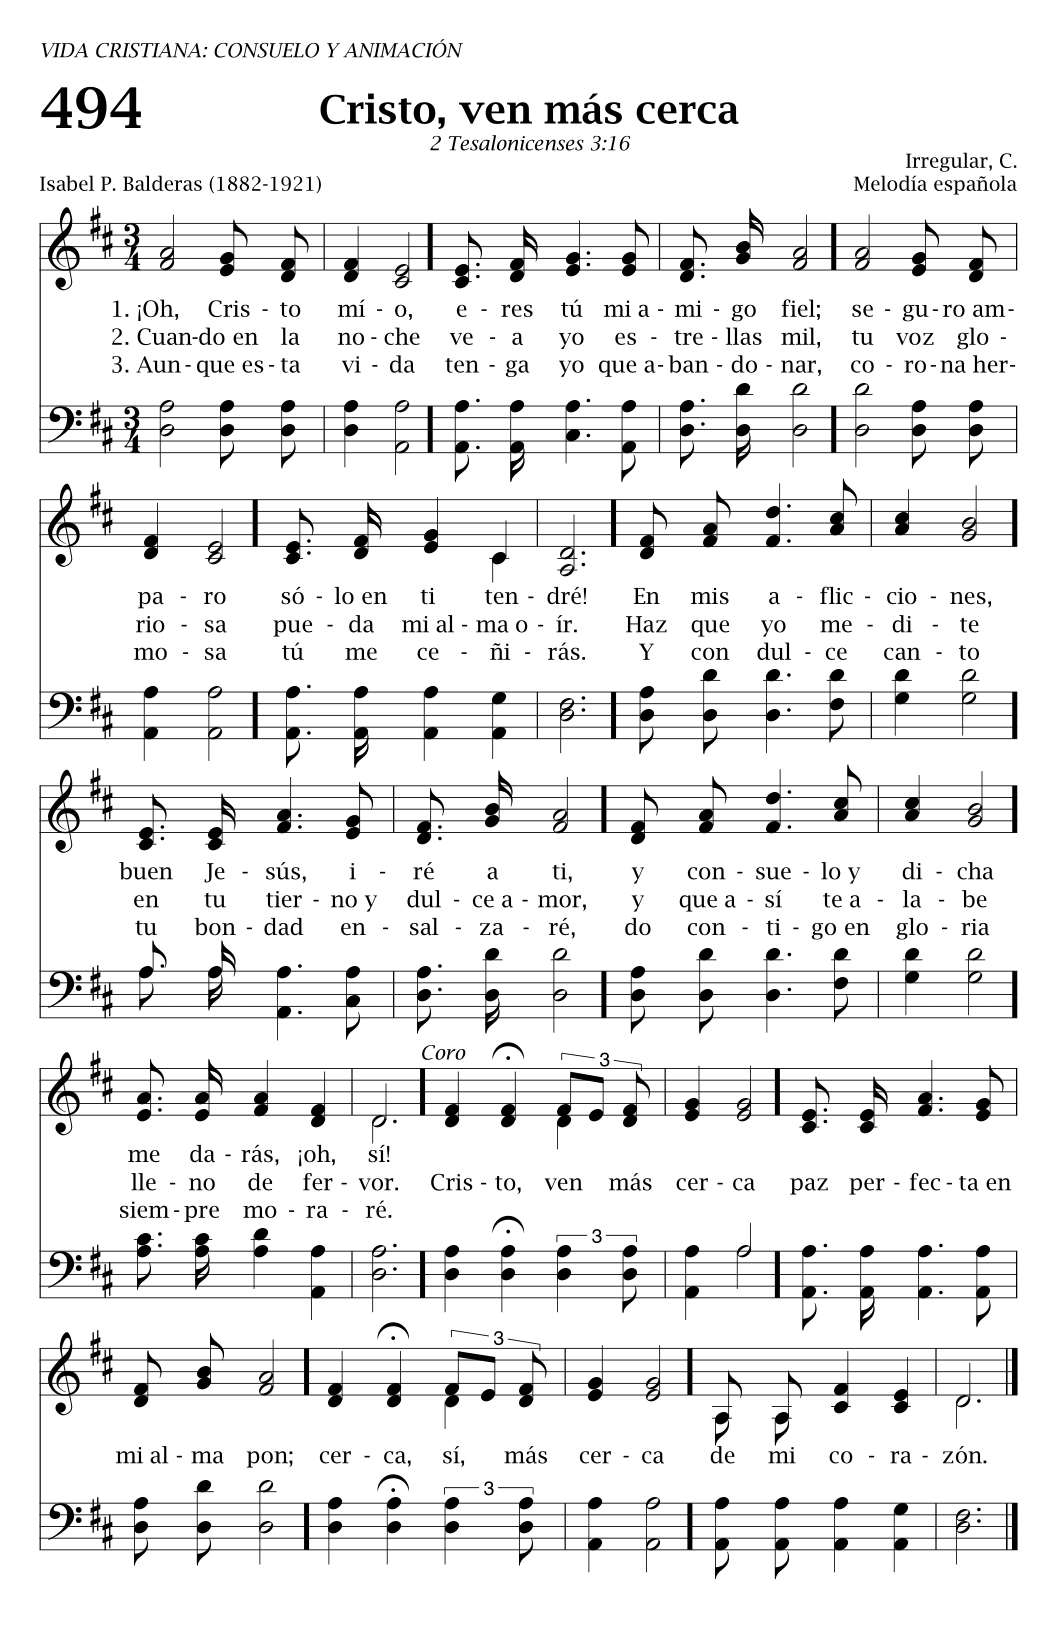 VIDA CRISTIANA: CONSUELO Y ANIMACIÓN
494
Cristo, ven más cerca
2 Tesalonicenses 3:16
Irregular, C.
Isabel P. Balderas (1882-1921)
Melodía española
1. ¡Oh, Cris - to mí - o, e - res tú mi a - mi - go fiel; se - gu - ro am-
2. Cuan-do en la no - che ve - a yo es - tre - llas mil, tu voz glo -
3. Aun - que es - ta vi - da ten - ga yo que a - ban - do - nar, co - ro - na her-
pa - ro só - lo en ti ten - dré! En mis a - flic - cio - nes,
rio - sa pue - da mi al - ma o - ír. Haz que yo me - di - te
mo - sa tú me ce - ñi - rás. Y con dul - ce can - to
buen Je - sús, i - ré a ti, y con - sue - lo y di - cha
en tu tier - no y dul - ce a - mor, y que a - sí te a - la - be
tu bon - dad en - sal - za - ré, do con - ti - go en glo - ria
Coro
3
me da - rás, ¡oh, sí!
lle - no de fer - vor. Cris - to, ven más cer - ca paz per - fec - ta en
siem - pre mo - ra - ré.
3
3
mi al - ma pon; cer - ca, sí, más cer - ca de mi co - ra - zón.
3